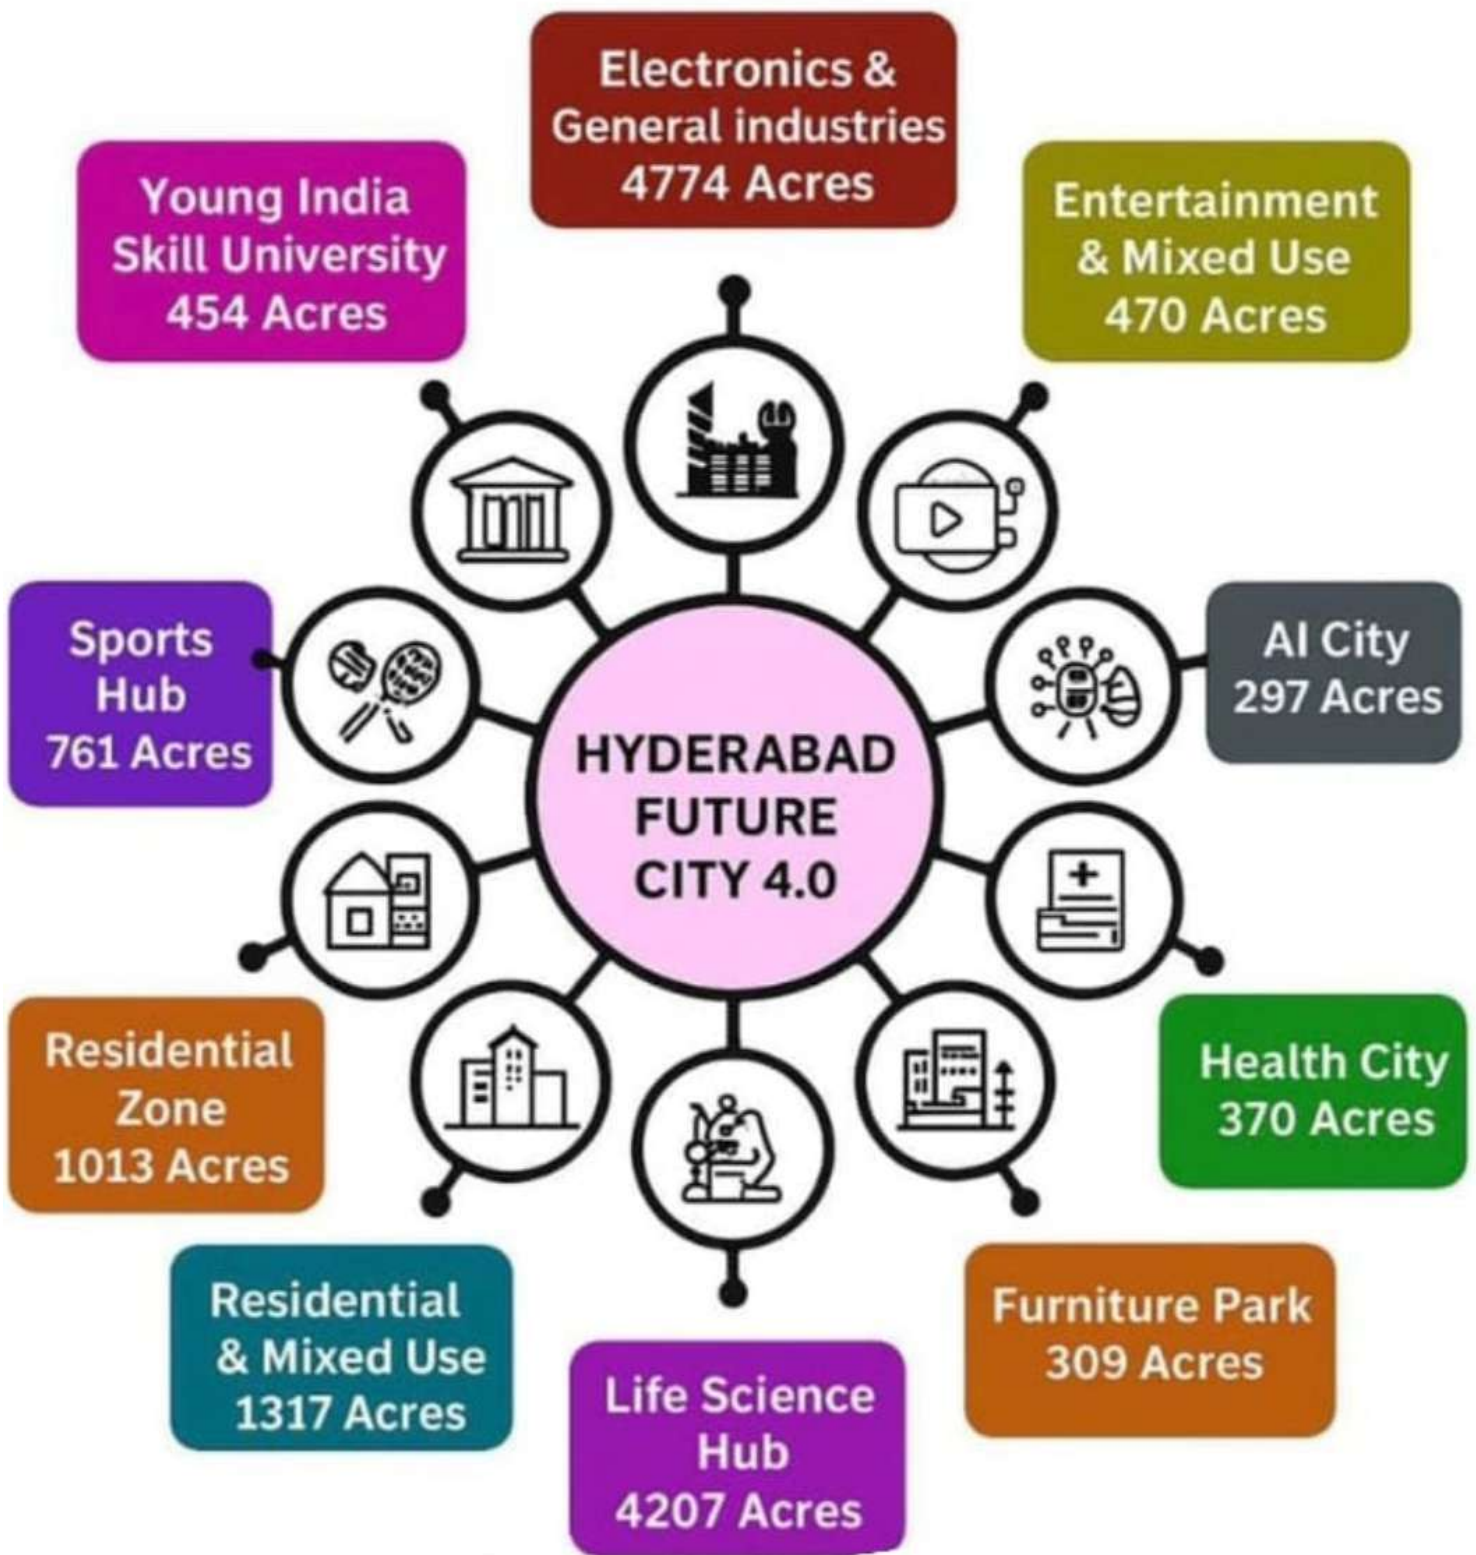 Electronics &
General industries
4774 Acres
Young India
Skill University
454 Acres
Entertainment
& Mixed Use
470 Acres
Sports
Hub
761 Acres
AI City
297 Acres
HYDERABAD
FUTURE
CITY 4.0
Residential
Zone
1013 Acres
Health City
370 Acres
Residential
& Mixed Use
1317 Acres
Furniture Park
309 Acres
Life Science
Hub
4207 Acres